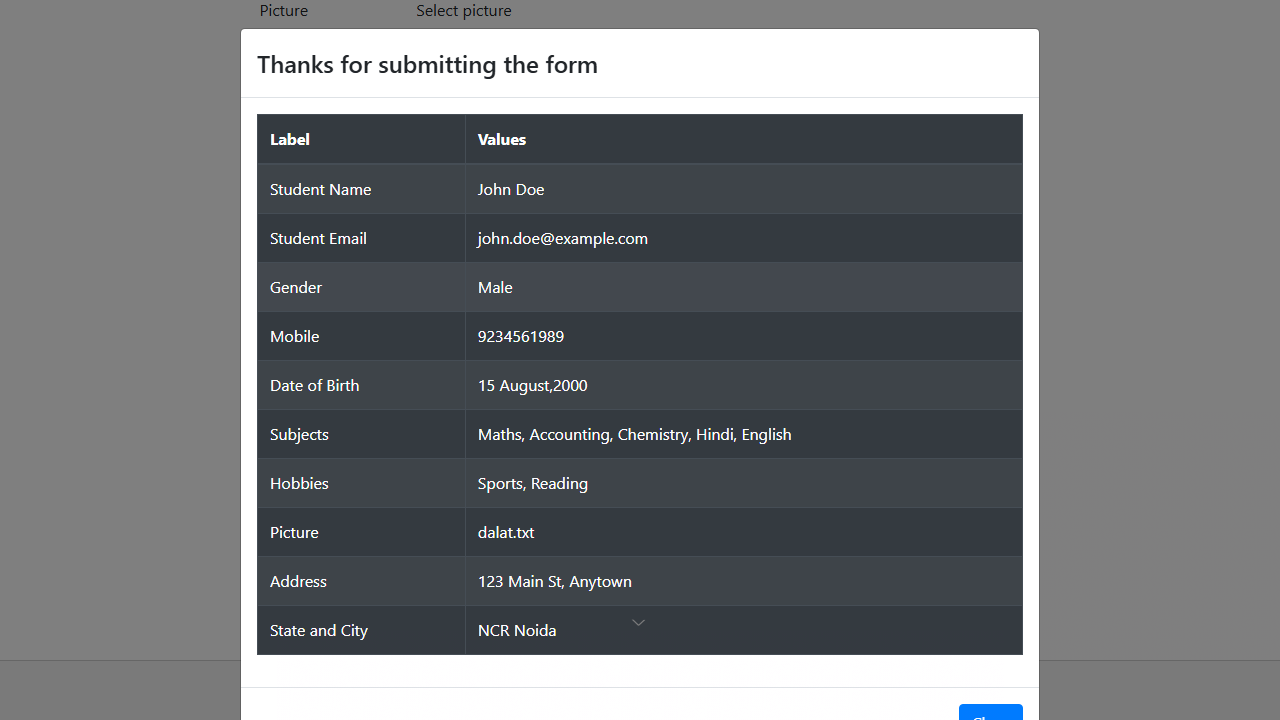 Picture Select picture
Thanks for submitting the form
Label Values
Student Name John Doe
Student Email john.doe@example.com
Gender Male
Mobile 9234561989
Date of Birth 15 August,2000
Subjects Maths, Accounting, Chemistry, Hindi, English
Hobbies Sports, Reading
Picture dalat.txt
Address 123 Main St, Anytown
State and City NCR Noida